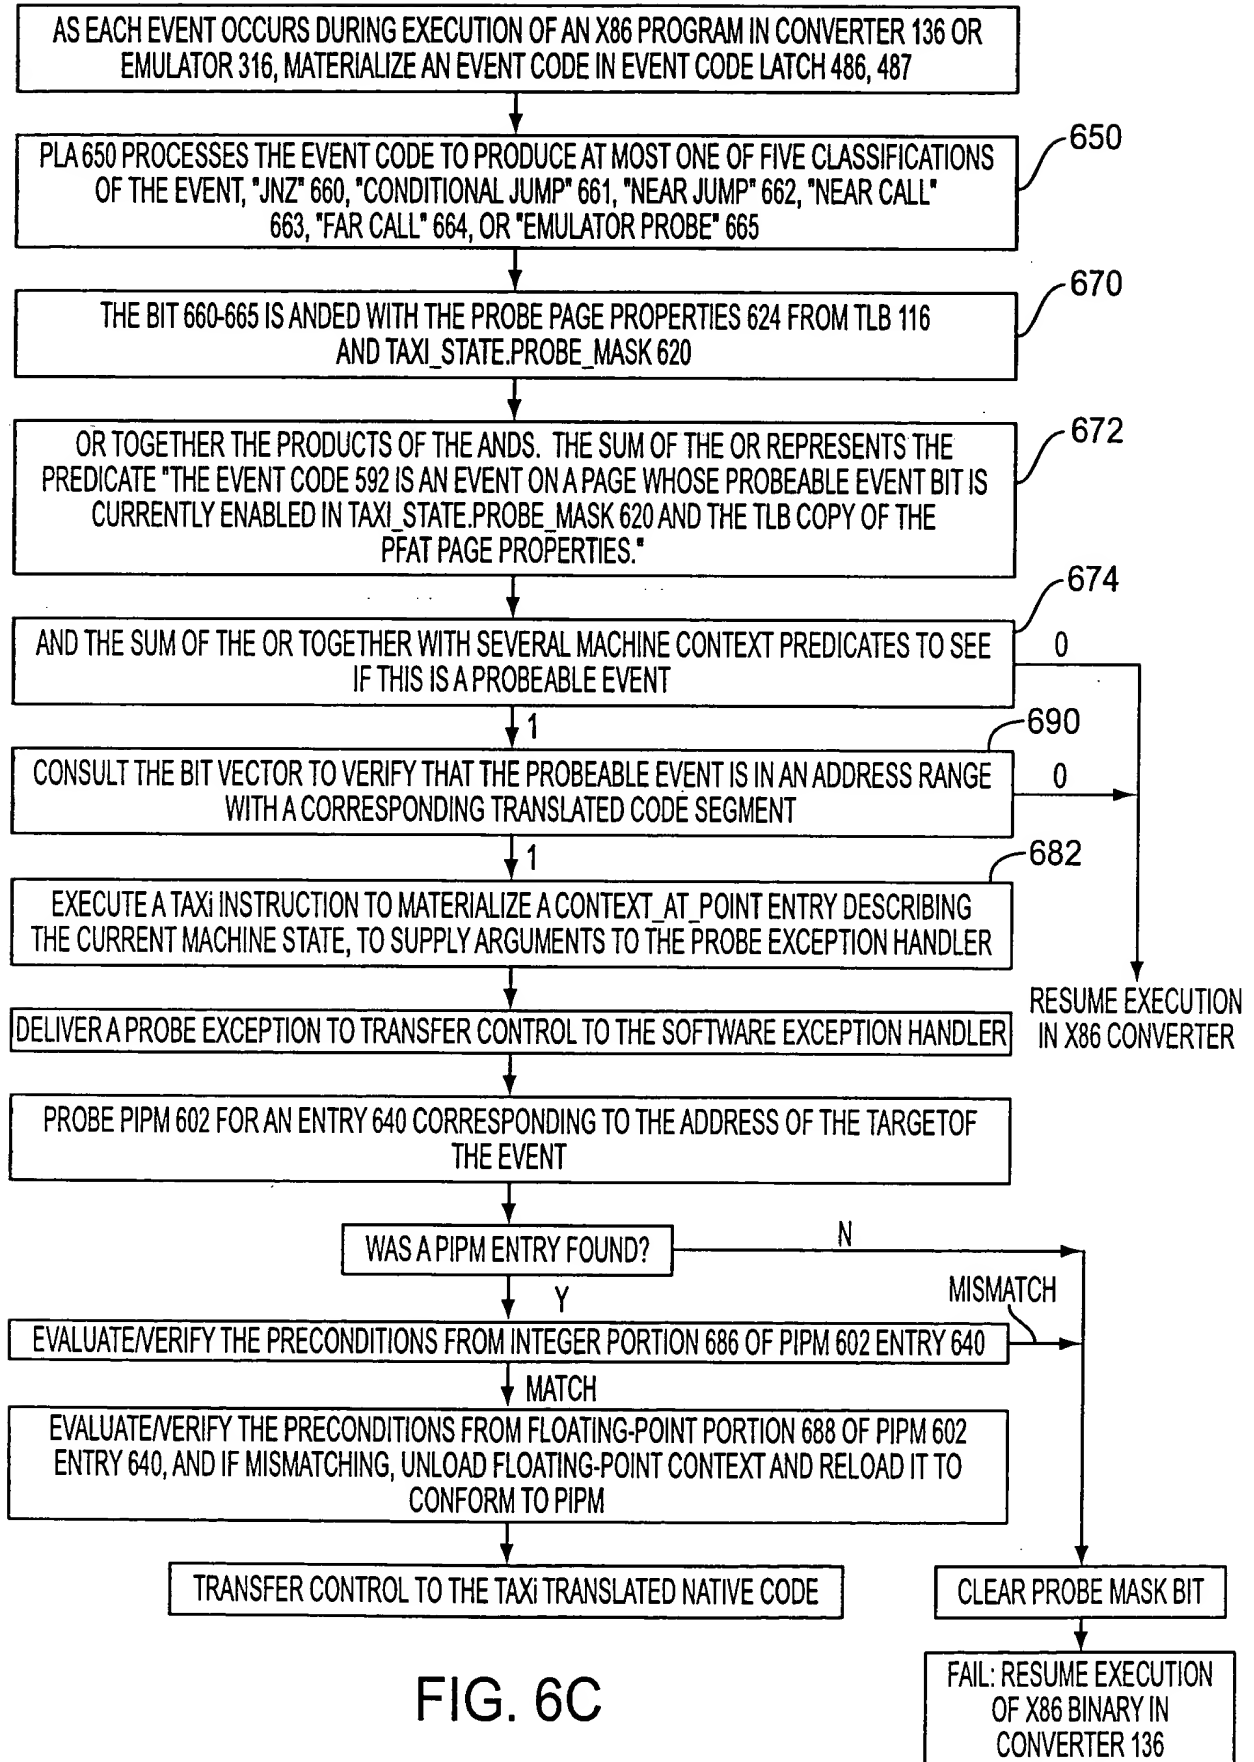 AS EACH EVENT OCCURS DURING EXECUTION OF AN X86 PROGRAM IN CONVERTER 136 OR
EMULATOR 316, MATERIALIZE AN EVENT CODE IN EVENT CODE LATCH 486, 487
650
PLA 650 PROCESSES THE EVENT CODE TO PRODUCE AT MOST ONE OF FIVE CLASSIFICATIONS
OF THE EVENT, "JNZ" 660, "CONDITIONAL JUMP" 661, "NEAR JUMP" 662, "NEAR CALL"
663, "FAR CALL" 664, OR "EMULATOR PROBE" 665
670
THE BIT 660-665 IS ANDED WITH THE PROBE PAGE PROPERTIES 624 FROM TLB 116
AND TAXI_STATE.PROBE_MASK 620
672
OR TOGETHER THE PRODUCTS OF THE ANDS. THE SUM OF THE OR REPRESENTS THE
PREDICATE "THE EVENT CODE 592 IS AN EVENT ON A PAGE WHOSE PROBEABLE EVENT BIT IS
CURRENTLY ENABLED IN TAXI_STATE.PROBE_MASK 620 AND THE TLB COPY OF THE
PFAT PAGE PROPERTIES."
674
AND THE SUM OF THE OR TOGETHER WITH SEVERAL MACHINE CONTEXT PREDICATES TO SEE
IF THIS IS A PROBEABLE EVENT
0
1
690
CONSULT THE BIT VECTOR TO VERIFY THAT THE PROBEABLE EVENT IS IN AN ADDRESS RANGE
WITH A CORRESPONDING TRANSLATED CODE SEGMENT
0
1
682
EXECUTE A TAXi INSTRUCTION TO MATERIALIZE A CONTEXT_AT_POINT ENTRY DESCRIBING
THE CURRENT MACHINE STATE, TO SUPPLY ARGUMENTS TO THE PROBE EXCEPTION HANDLER
RESUME EXECUTION
IN X86 CONVERTER
DELIVER A PROBE EXCEPTION TO TRANSFER CONTROL TO THE SOFTWARE EXCEPTION HANDLER
PROBE PIPM 602 FOR AN ENTRY 640 CORRESPONDING TO THE ADDRESS OF THE TARGETOF
THE EVENT
WAS A PIPM ENTRY FOUND?
N
Y
MISMATCH
EVALUATE/VERIFY THE PRECONDITIONS FROM INTEGER PORTION 686 OF PIPM 602 ENTRY 640
MATCH
EVALUATE/VERIFY THE PRECONDITIONS FROM FLOATING-POINT PORTION 688 OF PIPM 602
ENTRY 640, AND IF MISMATCHING, UNLOAD FLOATING-POINT CONTEXT AND RELOAD IT TO
CONFORM TO PIPM
TRANSFER CONTROL TO THE TAXi TRANSLATED NATIVE CODE
CLEAR PROBE MASK BIT
FAIL: RESUME EXECUTION
OF X86 BINARY IN
CONVERTER 136
FIG. 6C